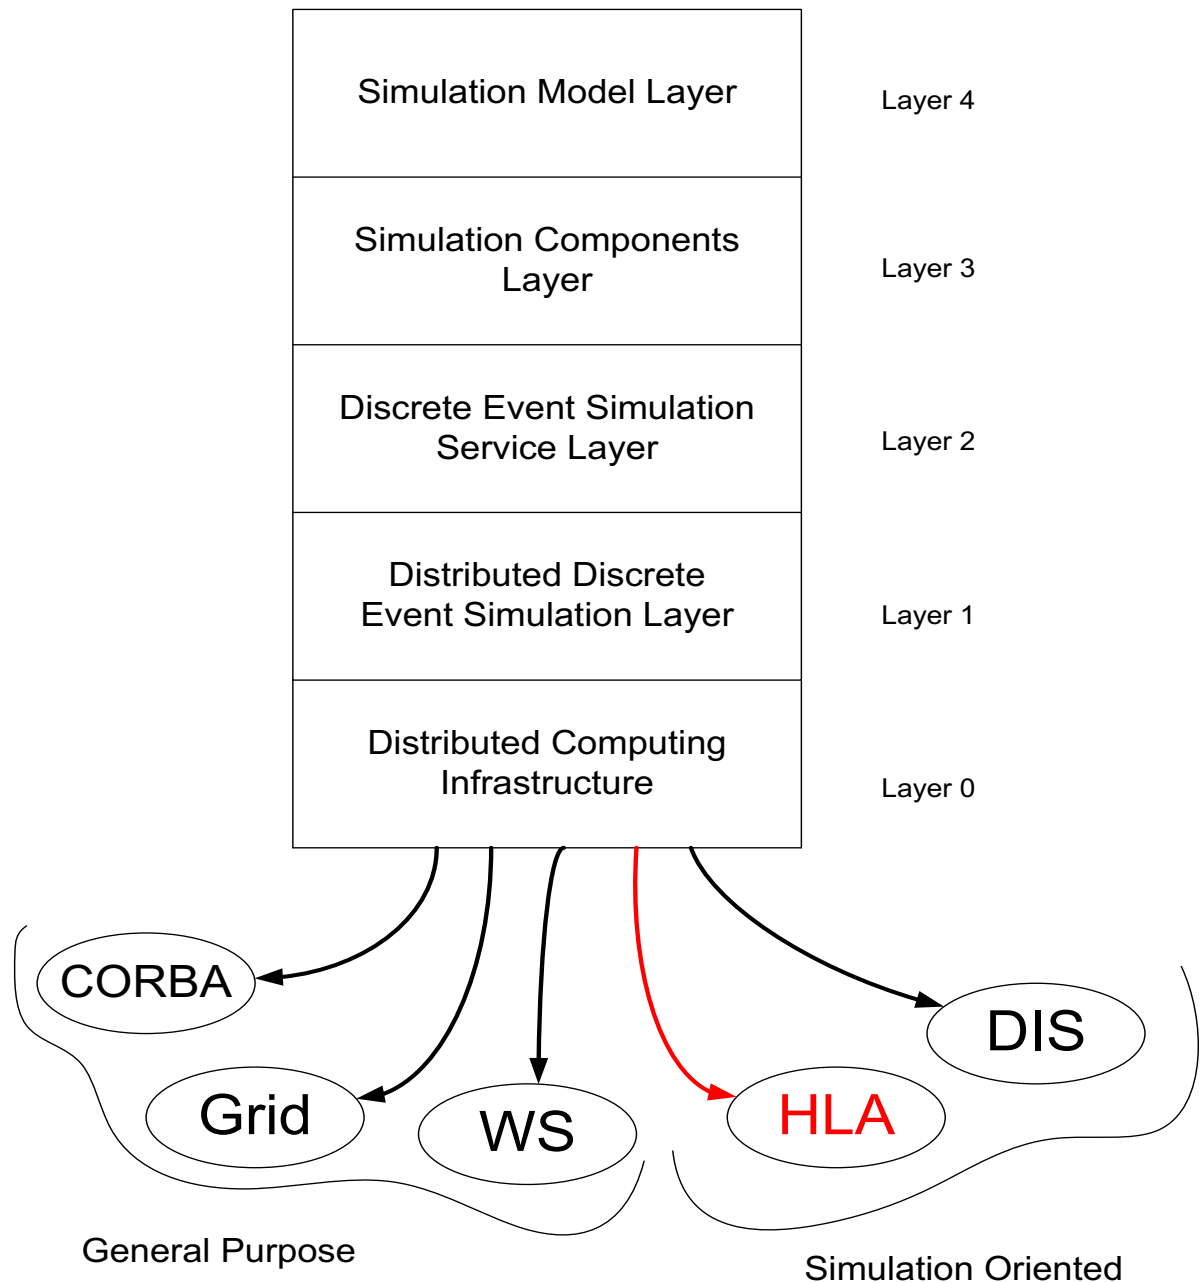 Simulation Model Layer
Layer 4
Simulation Components
Layer
Layer 3
Discrete Event Simulation
Service Layer
Layer 2
Distributed Discrete
Event Simulation Layer
Layer 1
Distributed Computing
Infrastructure
Layer 0
CORBA
Grid
WS
HLA
DIS
General Purpose
Simulation Oriented